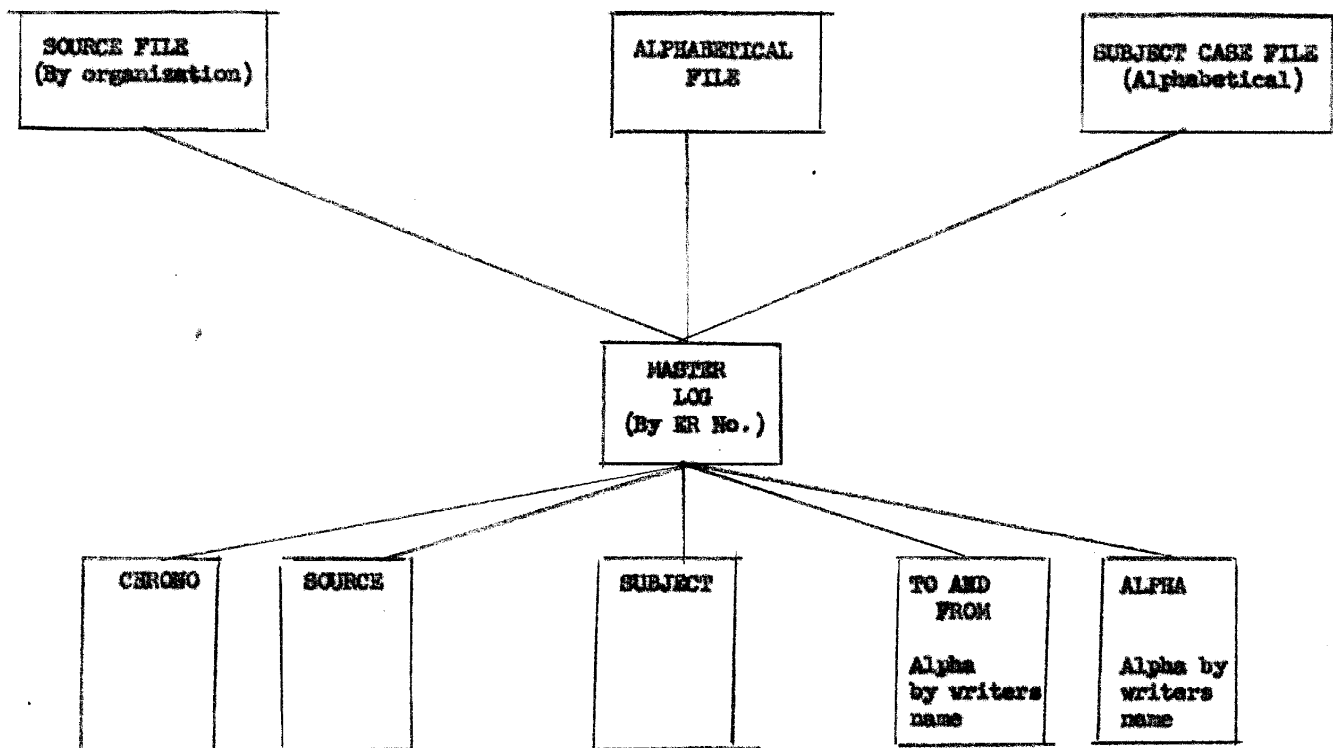 SOURCE FILE
(By organization)
ALPHABETICAL
FILE
SUBJECT CASE FILE
(Alphabetical)
MASTER
LOG
(By ER No.)
CHRONO
SOURCE
SUBJECT
TO AND
FROM
Alpha
by writers
name
ALPHA
Alpha by
writers
name